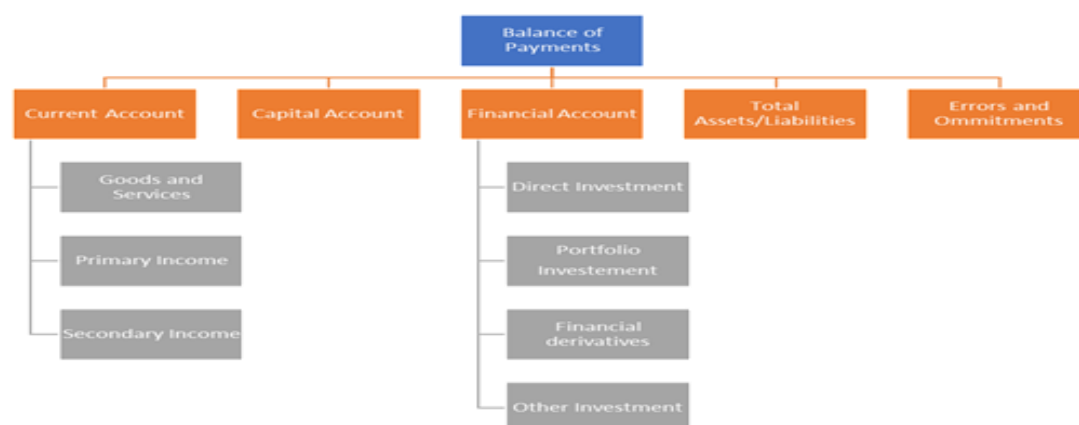 Balance of
Payments
Current Account
Capital Account
Financial Account
Total
Assets/Liabilities
Errors and
Ommitments
Goods and
Services
Primary Income
Secondary Income
Direct Investment
Portfolio
Investement
Financial
derivatives
Other Investment